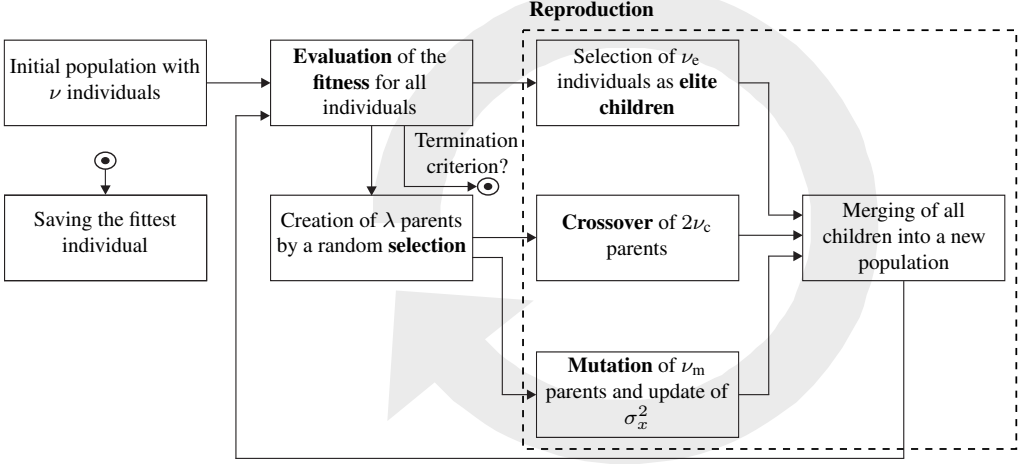 Reproduction
Initial population with
ν individuals
Evaluation of the
fitness for all
individuals
Selection of νe
individuals as elite
children
Termination
criterion?
Saving the fittest
individual
Creation of λ parents
by a random selection
Crossover of 2νc
parents
Merging of all
children into a new
population
Mutation of νm
parents and update of
σ²ₓ